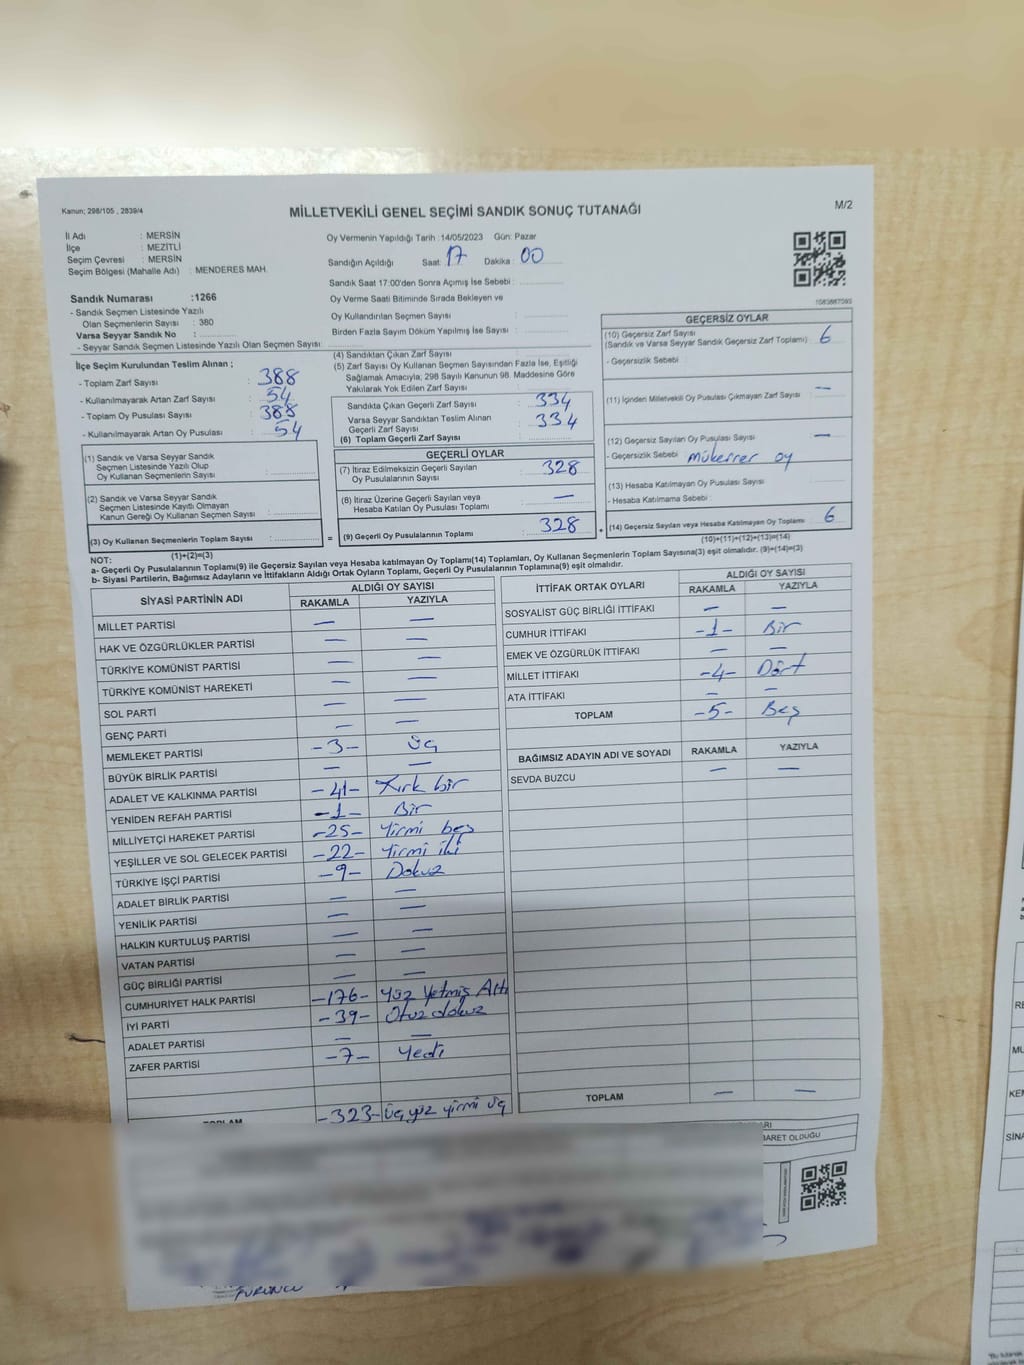 Kanun; 298/105 , 2839/4
M/2
MİLLETVEKİLİ GENEL SEÇİMİ SANDIK SONUÇ TUTANAĞI
İl Adı : MERSİN
İlçe : MEZİTLİ
Seçim Çevresi : MERSİN
Seçim Bölgesi (Mahalle Adı) : MENDERES MAH.
Sandık Numarası :1266
- Sandık Seçmen Listesinde Yazılı
Olan Seçmenlerin Sayısı : 380
Varsa Seyyar Sandık No :
- Seyyar Sandık Seçmen Listesinde Yazılı Olan Seçmen Sayısı:
Oy Vermenin Yapıldığı Tarih :14/05/2023 Gün: Pazar
Sandığın Açıldığı Saat: 17 Dakika : 00
Sandık Saat 17:00'den Sonra Açımış İse Sebebi :
Oy Verme Saati Bitiminde Sırada Bekleyen ve
Oy Kullandırılan Seçmen Sayısı :
Birden Fazla Sayım Döküm Yapılmış İse Sayısı :
İlçe Seçim Kurulundan Teslim Alınan ;
- Toplam Zarf Sayısı : 388
- Kullanılmayarak Artan Zarf Sayısı : 54
- Toplam Oy Pusulası Sayısı : 388
- Kullanılmayarak Artan Oy Pusulası : 54
(1) Sandık ve Varsa Seyyar Sandık
Seçmen Listesinde Yazılı Olup
Oy Kullanan Seçmenlerin Sayısı :
(2) Sandık ve Varsa Seyyar Sandık
Seçmen Listesinde Kayıtlı Olmayan
Kanun Gereği Oy Kullanan Seçmen Sayısı :
(3) Oy Kullanan Seçmenlerin Toplam Sayısı :
(1)+(2)=(3)
(4) Sandıktan Çıkan Zarf Sayısı :
(5) Zarf Sayısı Oy Kullanan Seçmen Sayısından Fazla İse, Eşitliği
Sağlamak Amacıyla; 298 Sayılı Kanunun 98. Maddesine Göre
Yakılarak Yok Edilen Zarf Sayısı :
Sandıkta Çıkan Geçerli Zarf Sayısı : 334
Varsa Seyyar Sandıktan Teslim Alınan
Geçerli Zarf Sayısı : 334
(6) Toplam Geçerli Zarf Sayısı :
GEÇERLİ OYLAR
(7) İtiraz Edilmeksizin Geçerli Sayılan
Oy Pusulalarının Sayısı : 328
(8) İtiraz Üzerine Geçerli Sayılan veya
Hesaba Katılan Oy Pusulası Toplamı : —
= (9) Geçerli Oy Pusulalarının Toplamı : 328 +
GEÇERSİZ OYLAR
(10) Geçersiz Zarf Sayısı
(Sandık ve Varsa Seyyar Sandık Geçersiz Zarf Toplamı) : 6
- Geçersizlik Sebebi :
(11) İçinden Milletvekili Oy Pusulası Çıkmayan Zarf Sayısı : —
(12) Geçersiz Sayılan Oy Pusulası Sayısı : —
- Geçersizlik Sebebi : mükerrer oy
(13) Hesaba Katılmayan Oy Pusulası Sayısı :
- Hesaba Katılmama Sebebi :
(14) Geçersiz Sayılan veya Hesaba Katılmayan Oy Toplamı : 6
(10)+(11)+(12)+(13)=(14)
NOT:
a- Geçerli Oy Pusulaları Toplamı(9) ile Geçersiz Sayılan veya Hesaba katılmayan Oy Toplamı(14) Toplamları, Oy Kullanan Seçmenlerin Toplam Sayısına(3) eşit olmalıdır. (9)+(14)=(3)
b- Siyasi Partilerin, Bağımsız Adayların ve İttifakların Aldığı Ortak Oyların Toplamı, Geçerli Oy Pusulalarının Toplamına(9) eşit olmalıdır.
SİYASİ PARTİNİN ADI ALDIĞI OY SAYISI
RAKAMLA YAZIYLA
MİLLET PARTİSİ — —
HAK VE ÖZGÜRLÜKLER PARTİSİ — —
TÜRKİYE KOMÜNİST PARTİSİ — —
TÜRKİYE KOMÜNİST HAREKETİ — —
SOL PARTİ — —
GENÇ PARTİ — —
MEMLEKET PARTİSİ -3- Üç
BÜYÜK BİRLİK PARTİSİ — —
ADALET VE KALKINMA PARTİSİ -41- Kırk bir
YENİDEN REFAH PARTİSİ -1- Bir
MİLLİYETÇİ HAREKET PARTİSİ -25- Yirmi beş
YEŞİLLER VE SOL GELECEK PARTİSİ -22- Yirmi iki
TÜRKİYE İŞÇİ PARTİSİ -9- Dokuz
ADALET BİRLİK PARTİSİ — —
YENİLİK PARTİSİ — —
HALKIN KURTULUŞ PARTİSİ — —
VATAN PARTİSİ — —
GÜÇ BİRLİĞİ PARTİSİ — —
CUMHURİYET HALK PARTİSİ -176- Yüz Yetmiş Altı
İYİ PARTİ -39- Otuz dokuz
ADALET PARTİSİ — —
ZAFER PARTİSİ -7- Yedi
-323- üç yüz yirmi üç
İTTİFAK ORTAK OYLARI ALDIĞI OY SAYISI
RAKAMLA YAZIYLA
SOSYALİST GÜÇ BİRLİĞİ İTTİFAKI — —
CUMHUR İTTİFAKI -1- Bir
EMEK VE ÖZGÜRLÜK İTTİFAKI — —
MİLLET İTTİFAKI -4- Dört
ATA İTTİFAKI — —
TOPLAM -5- Beş
BAĞIMSIZ ADAYIN ADI VE SOYADI RAKAMLA YAZIYLA
SEVDA BUZCU — —
TOPLAM — —